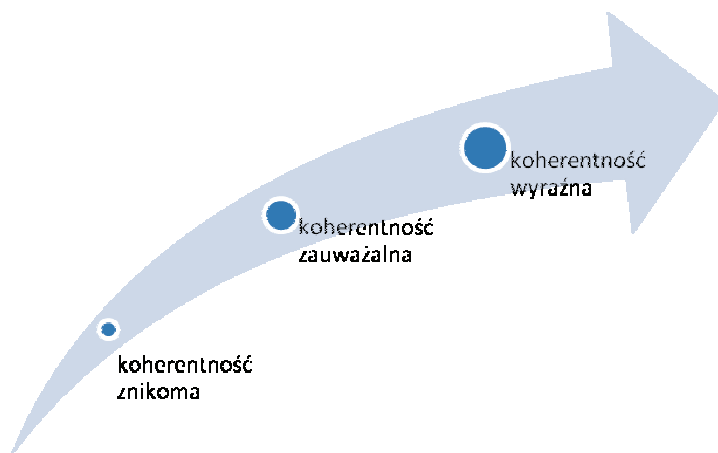 koherentność
wyraźna
koherentność
zauważalna
koherentność
znikoma